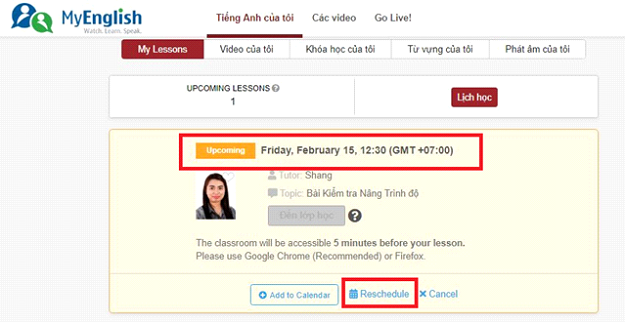 MyEnglish
Watch. Learn. Speak.
Tiếng Anh của tôi Các video Go Live!
My Lessons Video của tôi Khóa học của tôi Từ vựng của tôi Phát âm của tôi
UPCOMING LESSONS
1
Lịch học
Upcoming Friday, February 15, 12:30 (GMT +07:00)
Tutor: Shang
Topic: Bài Kiểm tra Năng Trình độ
Đến lớp học
The classroom will be accessible 5 minutes before your lesson.
Please use Google Chrome (Recommended) or Firefox.
Add to Calendar Reschedule Cancel